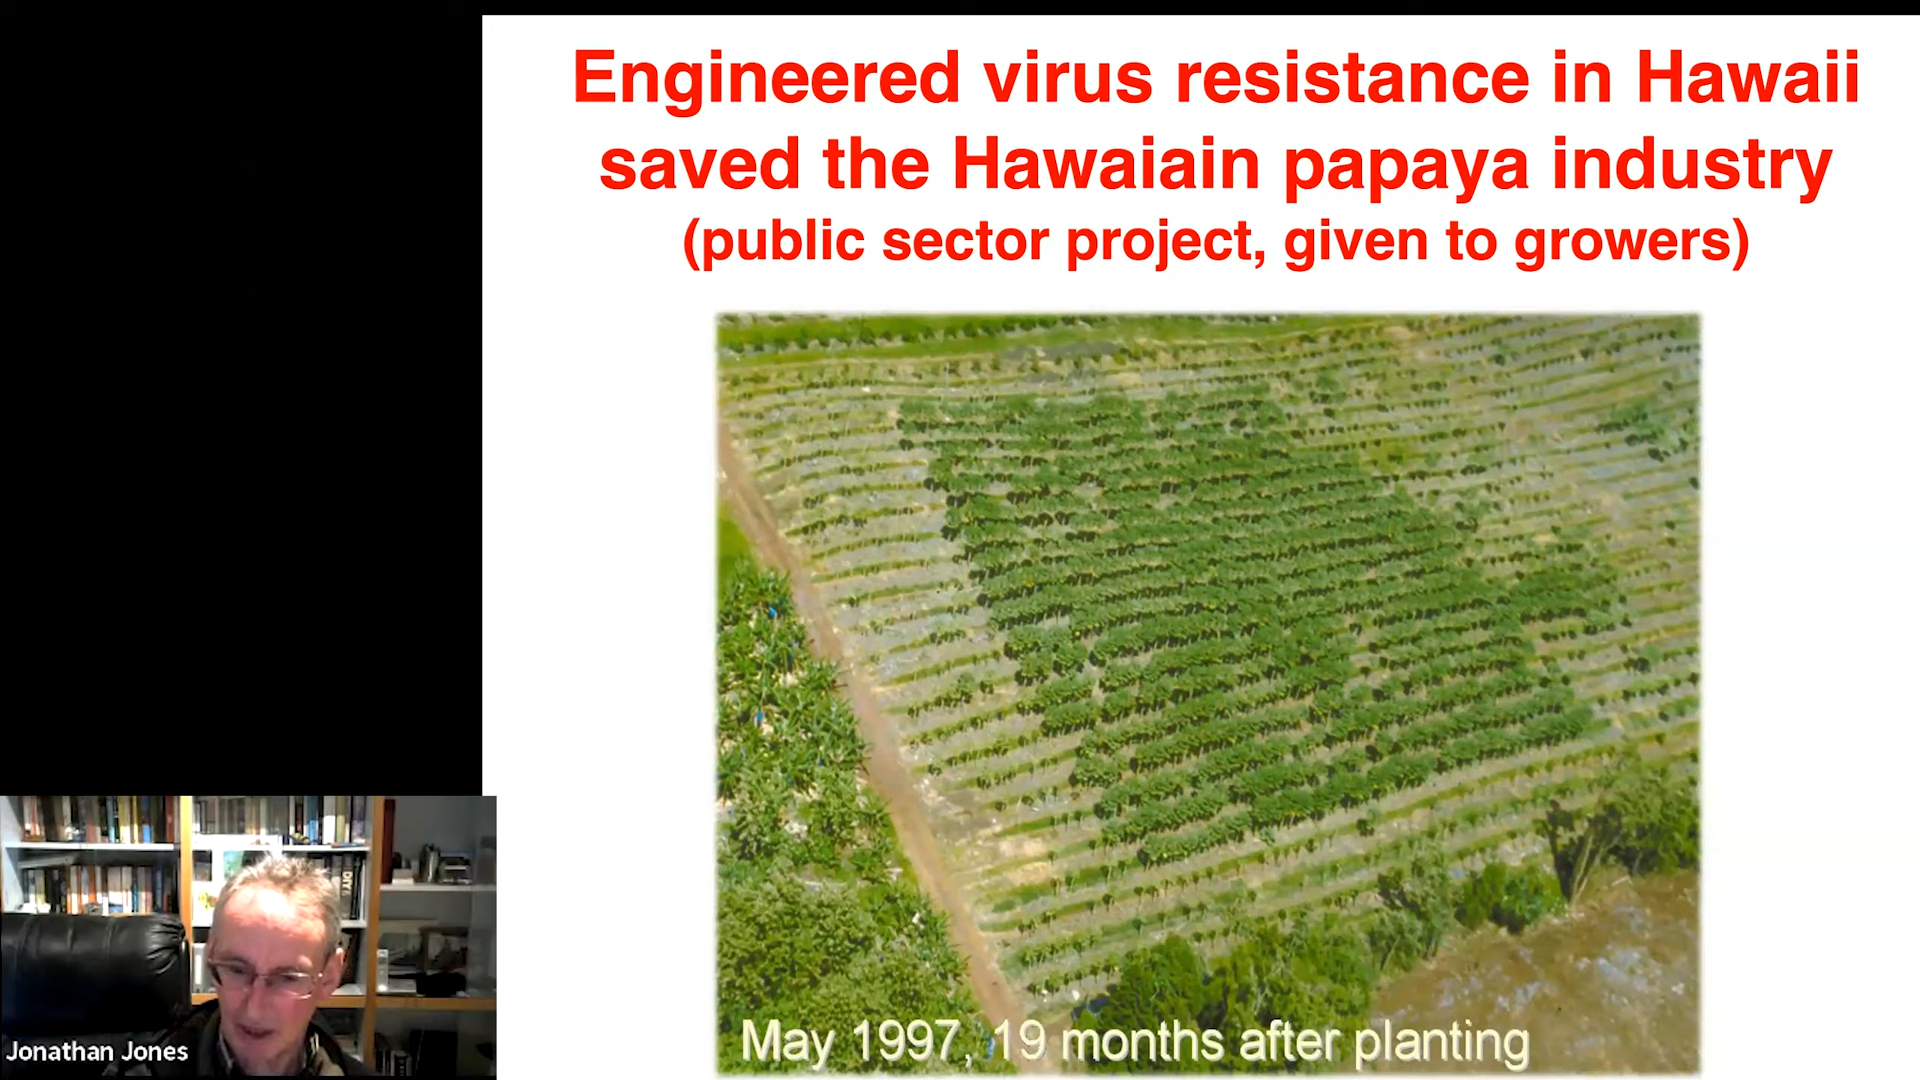 Engineered virus resistance in Hawaii
saved the Hawaiain papaya industry
(public sector project, given to growers)
May 1997, 19 months after planting
DIY
Jonathan Jones